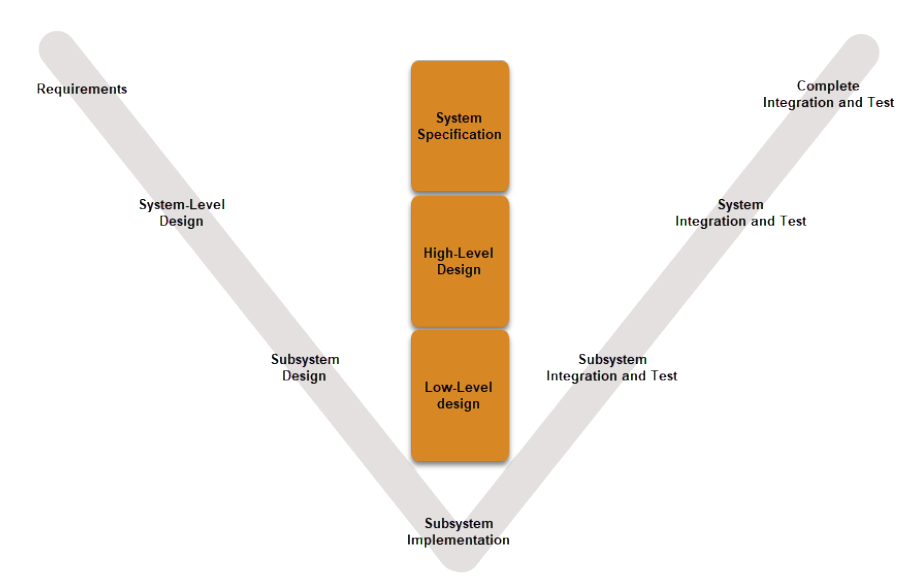 Requirements
System-Level
Design
Subsystem
Design
Subsystem
Implementation
System
Specification
High-Level
Design
Low-Level
design
Complete
Integration and Test
System
Integration and Test
Subsystem
Integration and Test